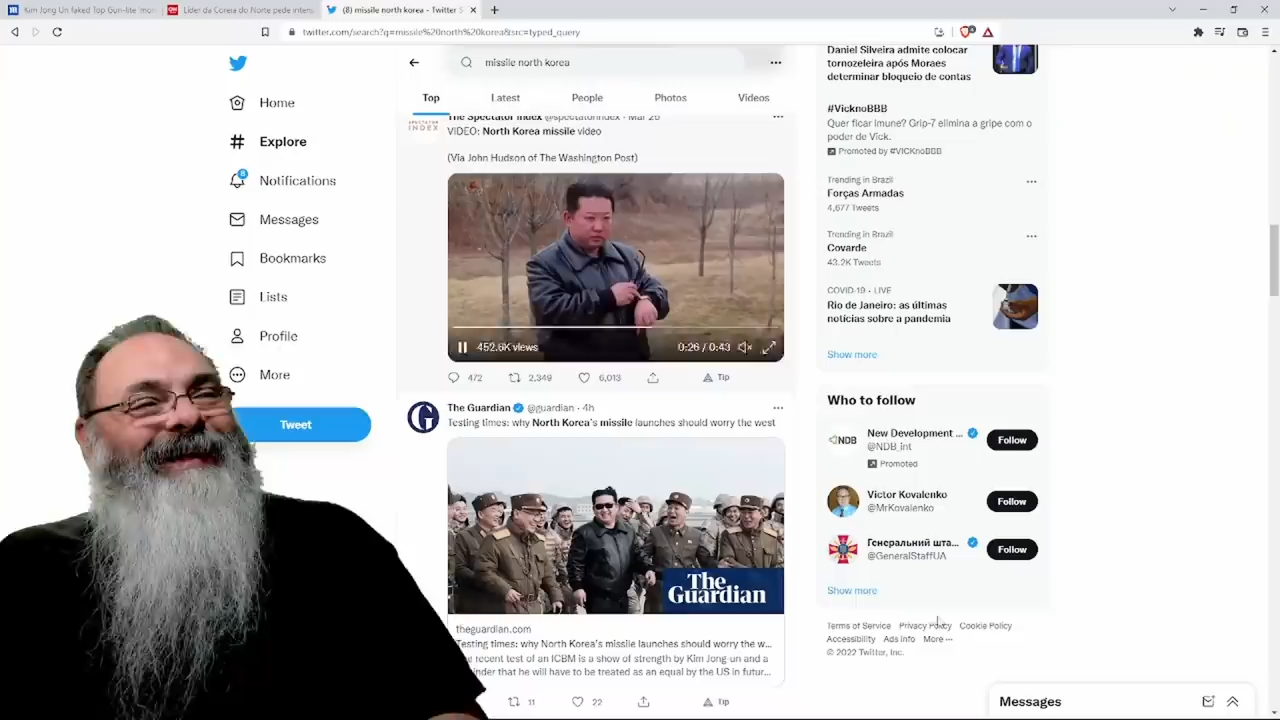 Kim Jong Un faked Top Gun-lite 'mon
Líder da Coreia do Norte pede intens
(8) missile north korea - Twitter S
twitter.com/search?q=missile%20north%20korea&src=typed_query
missile north korea
Top
Latest
People
Photos
Videos
Home
Explore
8
Notifications
Messages
Bookmarks
Lists
Profile
More
Tweet
The Spectator Index @spectatorindex · Mar 26
SPECTATOR
INDEX
VIDEO: North Korea missile video
(Via John Hudson of The Washington Post)
452.6K views
0:26 / 0:43
472
2,349
6,013
Tip
The Guardian @guardian · 4h
Testing times: why North Korea's missile launches should worry the west
The
Guardian
theguardian.com
Testing times: why North Korea's missile launches should worry the w...
recent test of an ICBM is a show of strength by Kim Jong-un and a
nder that he will have to be treated as an equal by the US in futur...
11
22
Tip
Daniel Silveira admite colocar
tornozeleira após Moraes
determinar bloqueio de contas
#VicknoBBB
Quer ficar Imune? Grip-7 elimina a gripe com o
poder de Vick.
Promoted by #VICKnoBBB
Trending in Brazil
Forças Armadas
4,677 Tweets
Trending in Brazil
Covarde
43.2K Tweets
COVID-19 · LIVE
Rio de Janeiro: as últimas
notícias sobre a pandemia
Show more
Who to follow
NDB
New Development ...
@NDB_int
Follow
Promoted
Victor Kovalenko
@MrKovalenko
Follow
Генеральний шта...
@GeneralStaffUA
Follow
Show more
Terms of Service Privacy Policy Cookie Policy
Accessibility Ads info More ···
© 2022 Twitter, Inc.
Messages